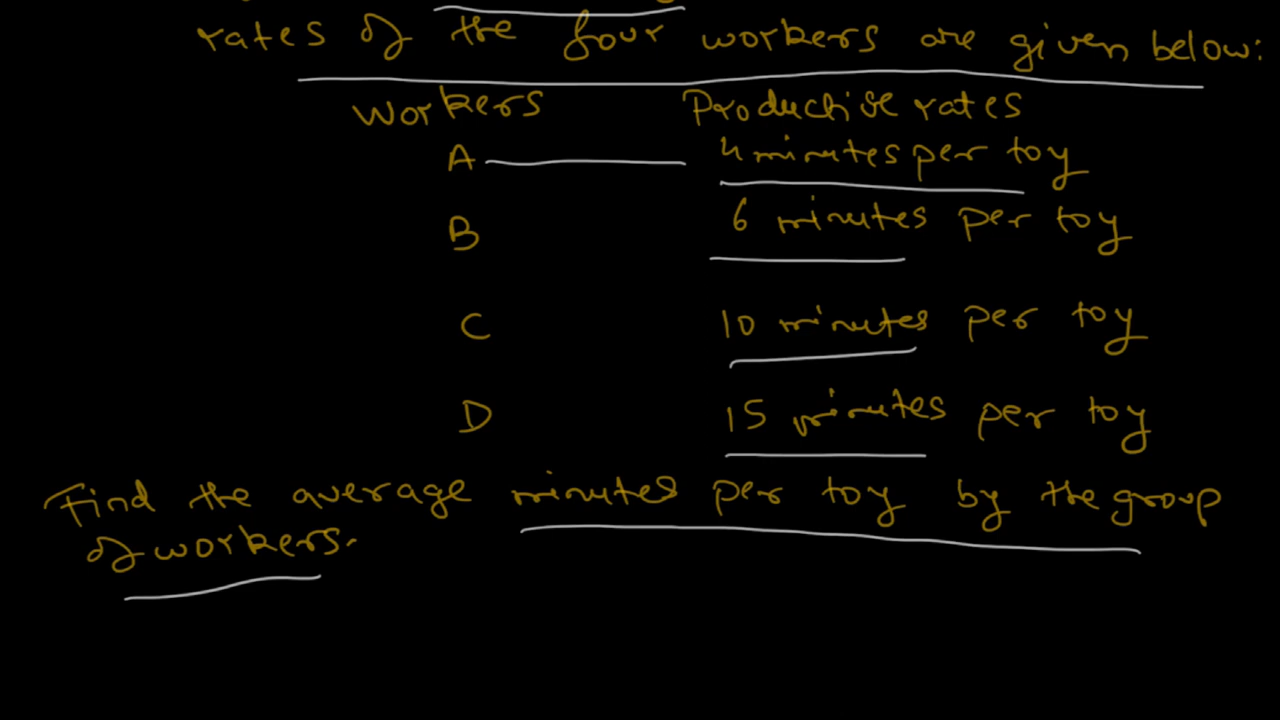 rates of the four workers are given below:
Workers Productive rates
A 4 minutes per toy
B 6 minutes per toy
C 10 minutes per toy
D 15 minutes per toy
Find the average minutes per toy by the group
of workers.